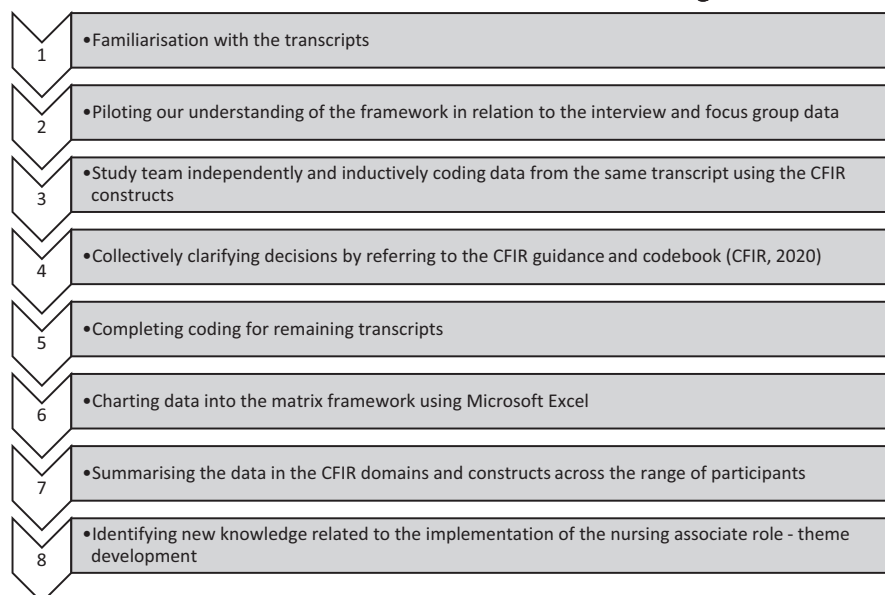 1
•Familiarisation with the transcripts
2
•Piloting our understanding of the framework in relation to the interview and focus group data
3
•Study team independently and inductively coding data from the same transcript using the CFIR
constructs
4
•Collectively clarifying decisions by referring to the CFIR guidance and codebook (CFIR, 2020)
5
•Completing coding for remaining transcripts
6
•Charting data into the matrix framework using Microsoft Excel
7
•Summarising the data in the CFIR domains and constructs across the range of participants
8
•Identifying new knowledge related to the implementation of the nursing associate role - theme
development